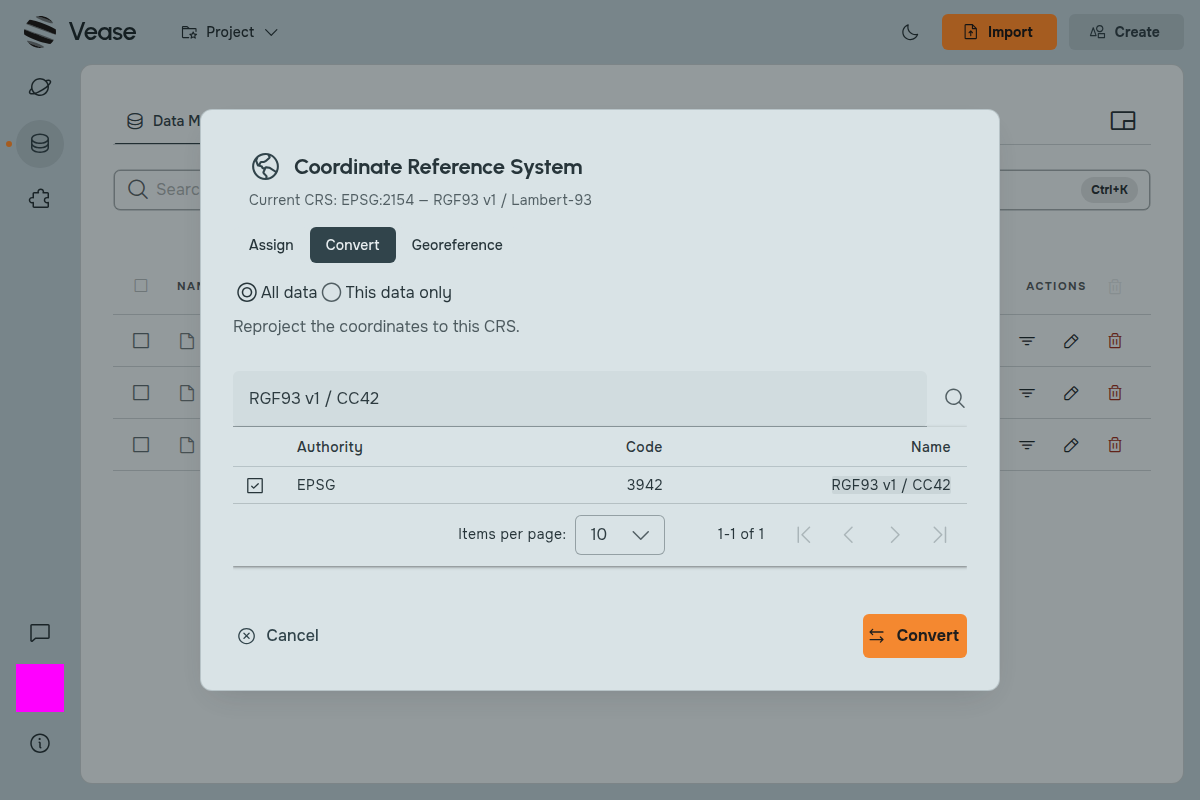 Vease
Project
Import
Create
Data M
Searc
Ctrl+K
NAM
ACTIONS
Coordinate Reference System
Current CRS: EPSG:2154 — RGF93 v1 / Lambert-93
Assign
Convert
Georeference
All data
This data only
Reproject the coordinates to this CRS.
RGF93 v1 / CC42
Authority
Code
Name
EPSG
3942
RGF93 v1 / CC42
Items per page:
10
1-1 of 1
Cancel
Convert